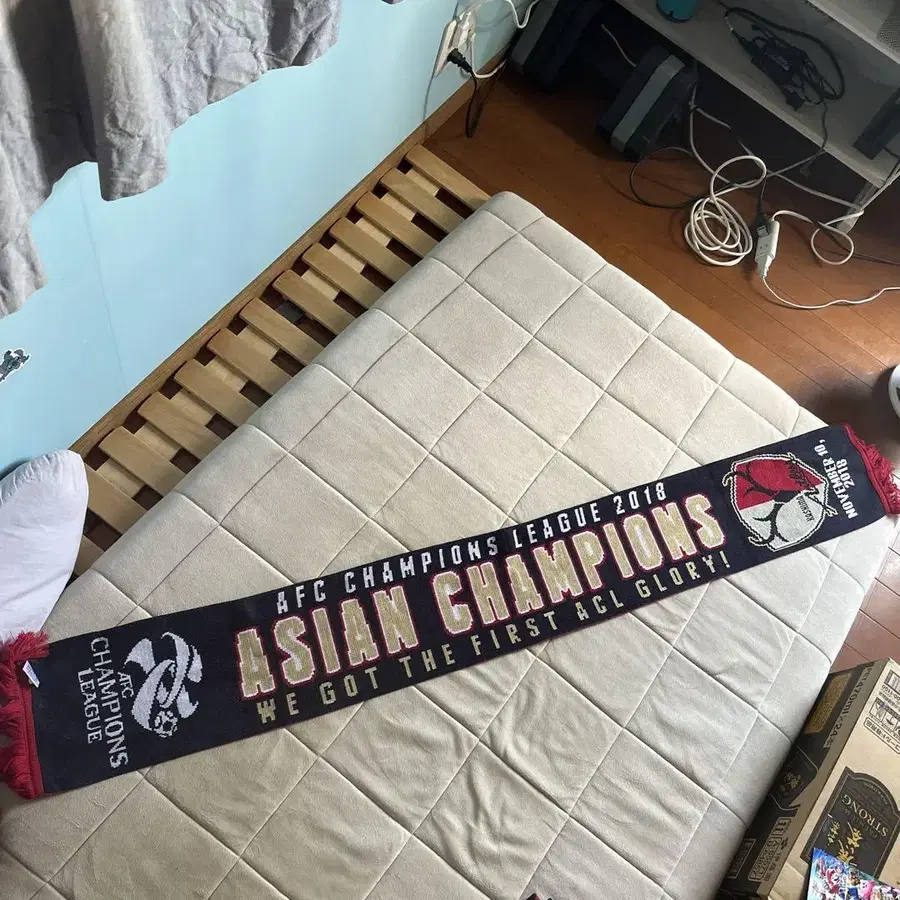 AFC CHAMPIONS LEAGUE 2018
ASIAN CHAMPIONS
WE GOT THE FIRST ACL GLORY!
AFC
CHAMPIONS
LEAGUE
KASHIMA
NOVEMBER 10,
2018
STRONG